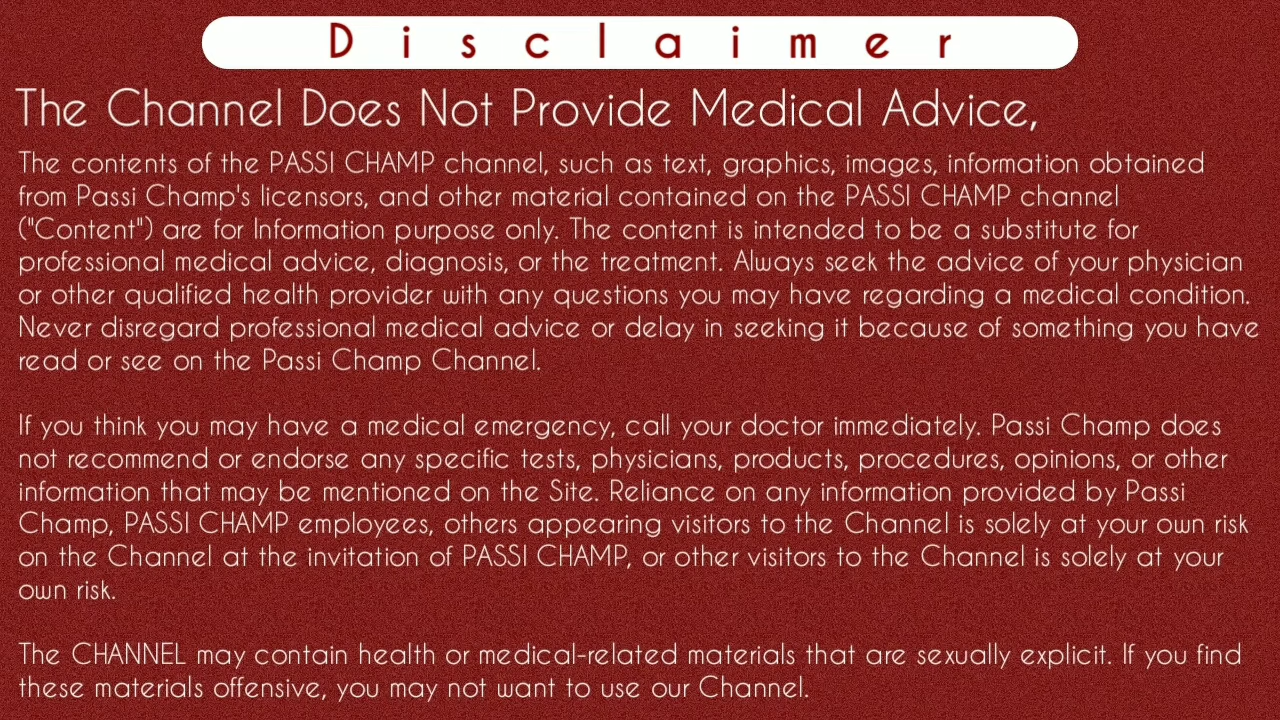 Disclaimer
The Channel Does Not Provide Medical Advice,
The contents of the PASSI CHAMP channel, such as text, graphics, images, information obtained
from Passi Champ's licensors, and other material contained on the PASSI CHAMP channel
("Content") are for Information purpose only. The content is intended to be a substitute for
professional medical advice, diagnosis, or the treatment. Always seek the advice of your physician
or other qualified health provider with any questions you may have regarding a medical condition.
Never disregard professional medical advice or delay in seeking it because of something you have
read or see on the Passi Champ Channel.
If you think you may have a medical emergency, call your doctor immediately. Passi Champ does
not recommend or endorse any specific tests, physicians, products, procedures, opinions, or other
information that may be mentioned on the Site. Reliance on any information provided by Passi
Champ, PASSI CHAMP employees, others appearing visitors to the Channel is solely at your own risk
on the Channel at the invitation of PASSI CHAMP, or other visitors to the Channel is solely at your
own risk.
The CHANNEL may contain health or medical-related materials that are sexually explicit. If you find
these materials offensive, you may not want to use our Channel.